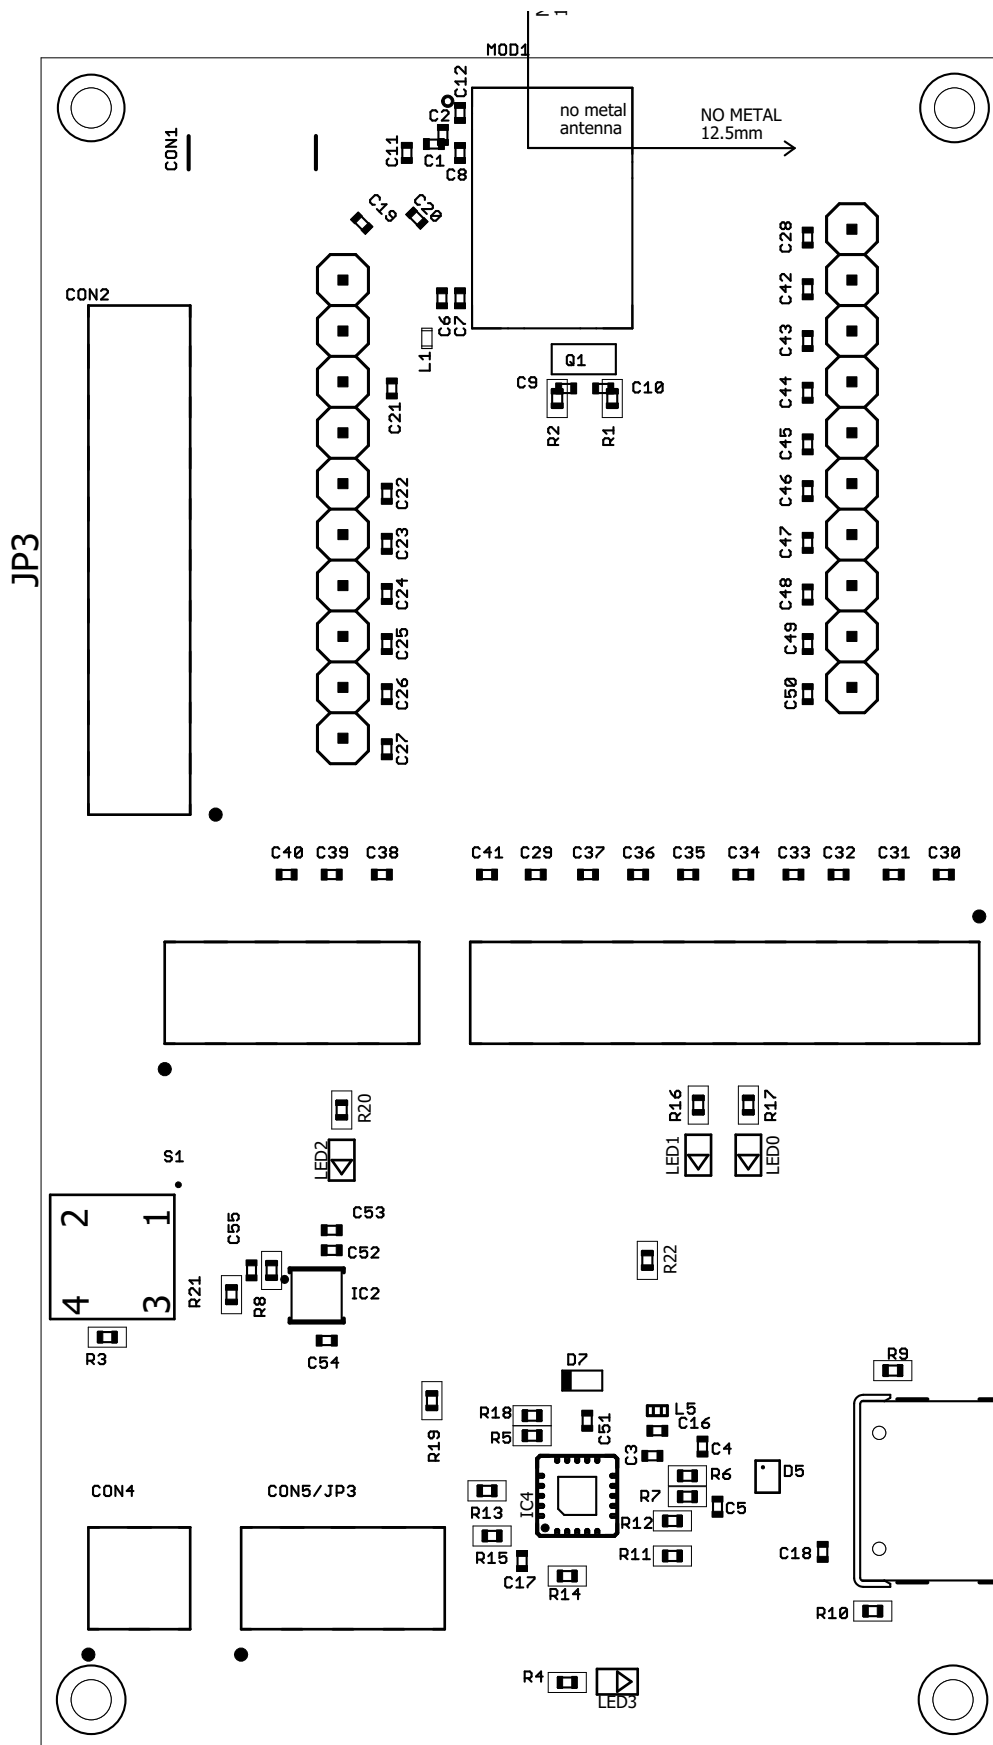 MOD1
C12
C2
no metal
antenna
NO METAL
12.5mm
CON1
C11
C1
C8
C19
C20
C28
CON2
C42
C6
C7
C43
L1
Q1
C9
C10
C44
C21
R2
R1
C45
C22
C46
JP3
C23
C47
C24
C48
C25
C49
C26
C50
C27
C40
C39
C38
C41
C29
C37
C36
C35
C34
C33
C32
C31
C30
R20
R16
R17
LED2
LED1
LED0
S1
2
1
4
3
C55
C53
C52
R22
R21
R8
IC2
R3
C54
D7
R9
R18
R5
R19
C51
L5
C16
C3
C4
R6
D5
CON4
CON5/JP3
R13
IC4
R7
C5
R12
R15
C17
R14
R11
C18
R10
R4
LED3